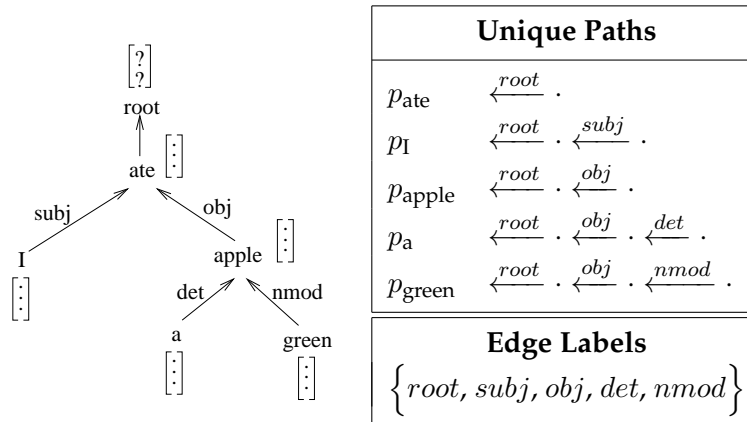 ?
?
root
ate
subj
obj
I
apple
det
nmod
a
green
Unique Paths
p_ate ←root ·
p_I ←root · ←subj ·
p_apple ←root · ←obj ·
p_a ←root · ←obj · ←det ·
p_green ←root · ←obj · ←nmod ·
Edge Labels
{root, subj, obj, det, nmod}